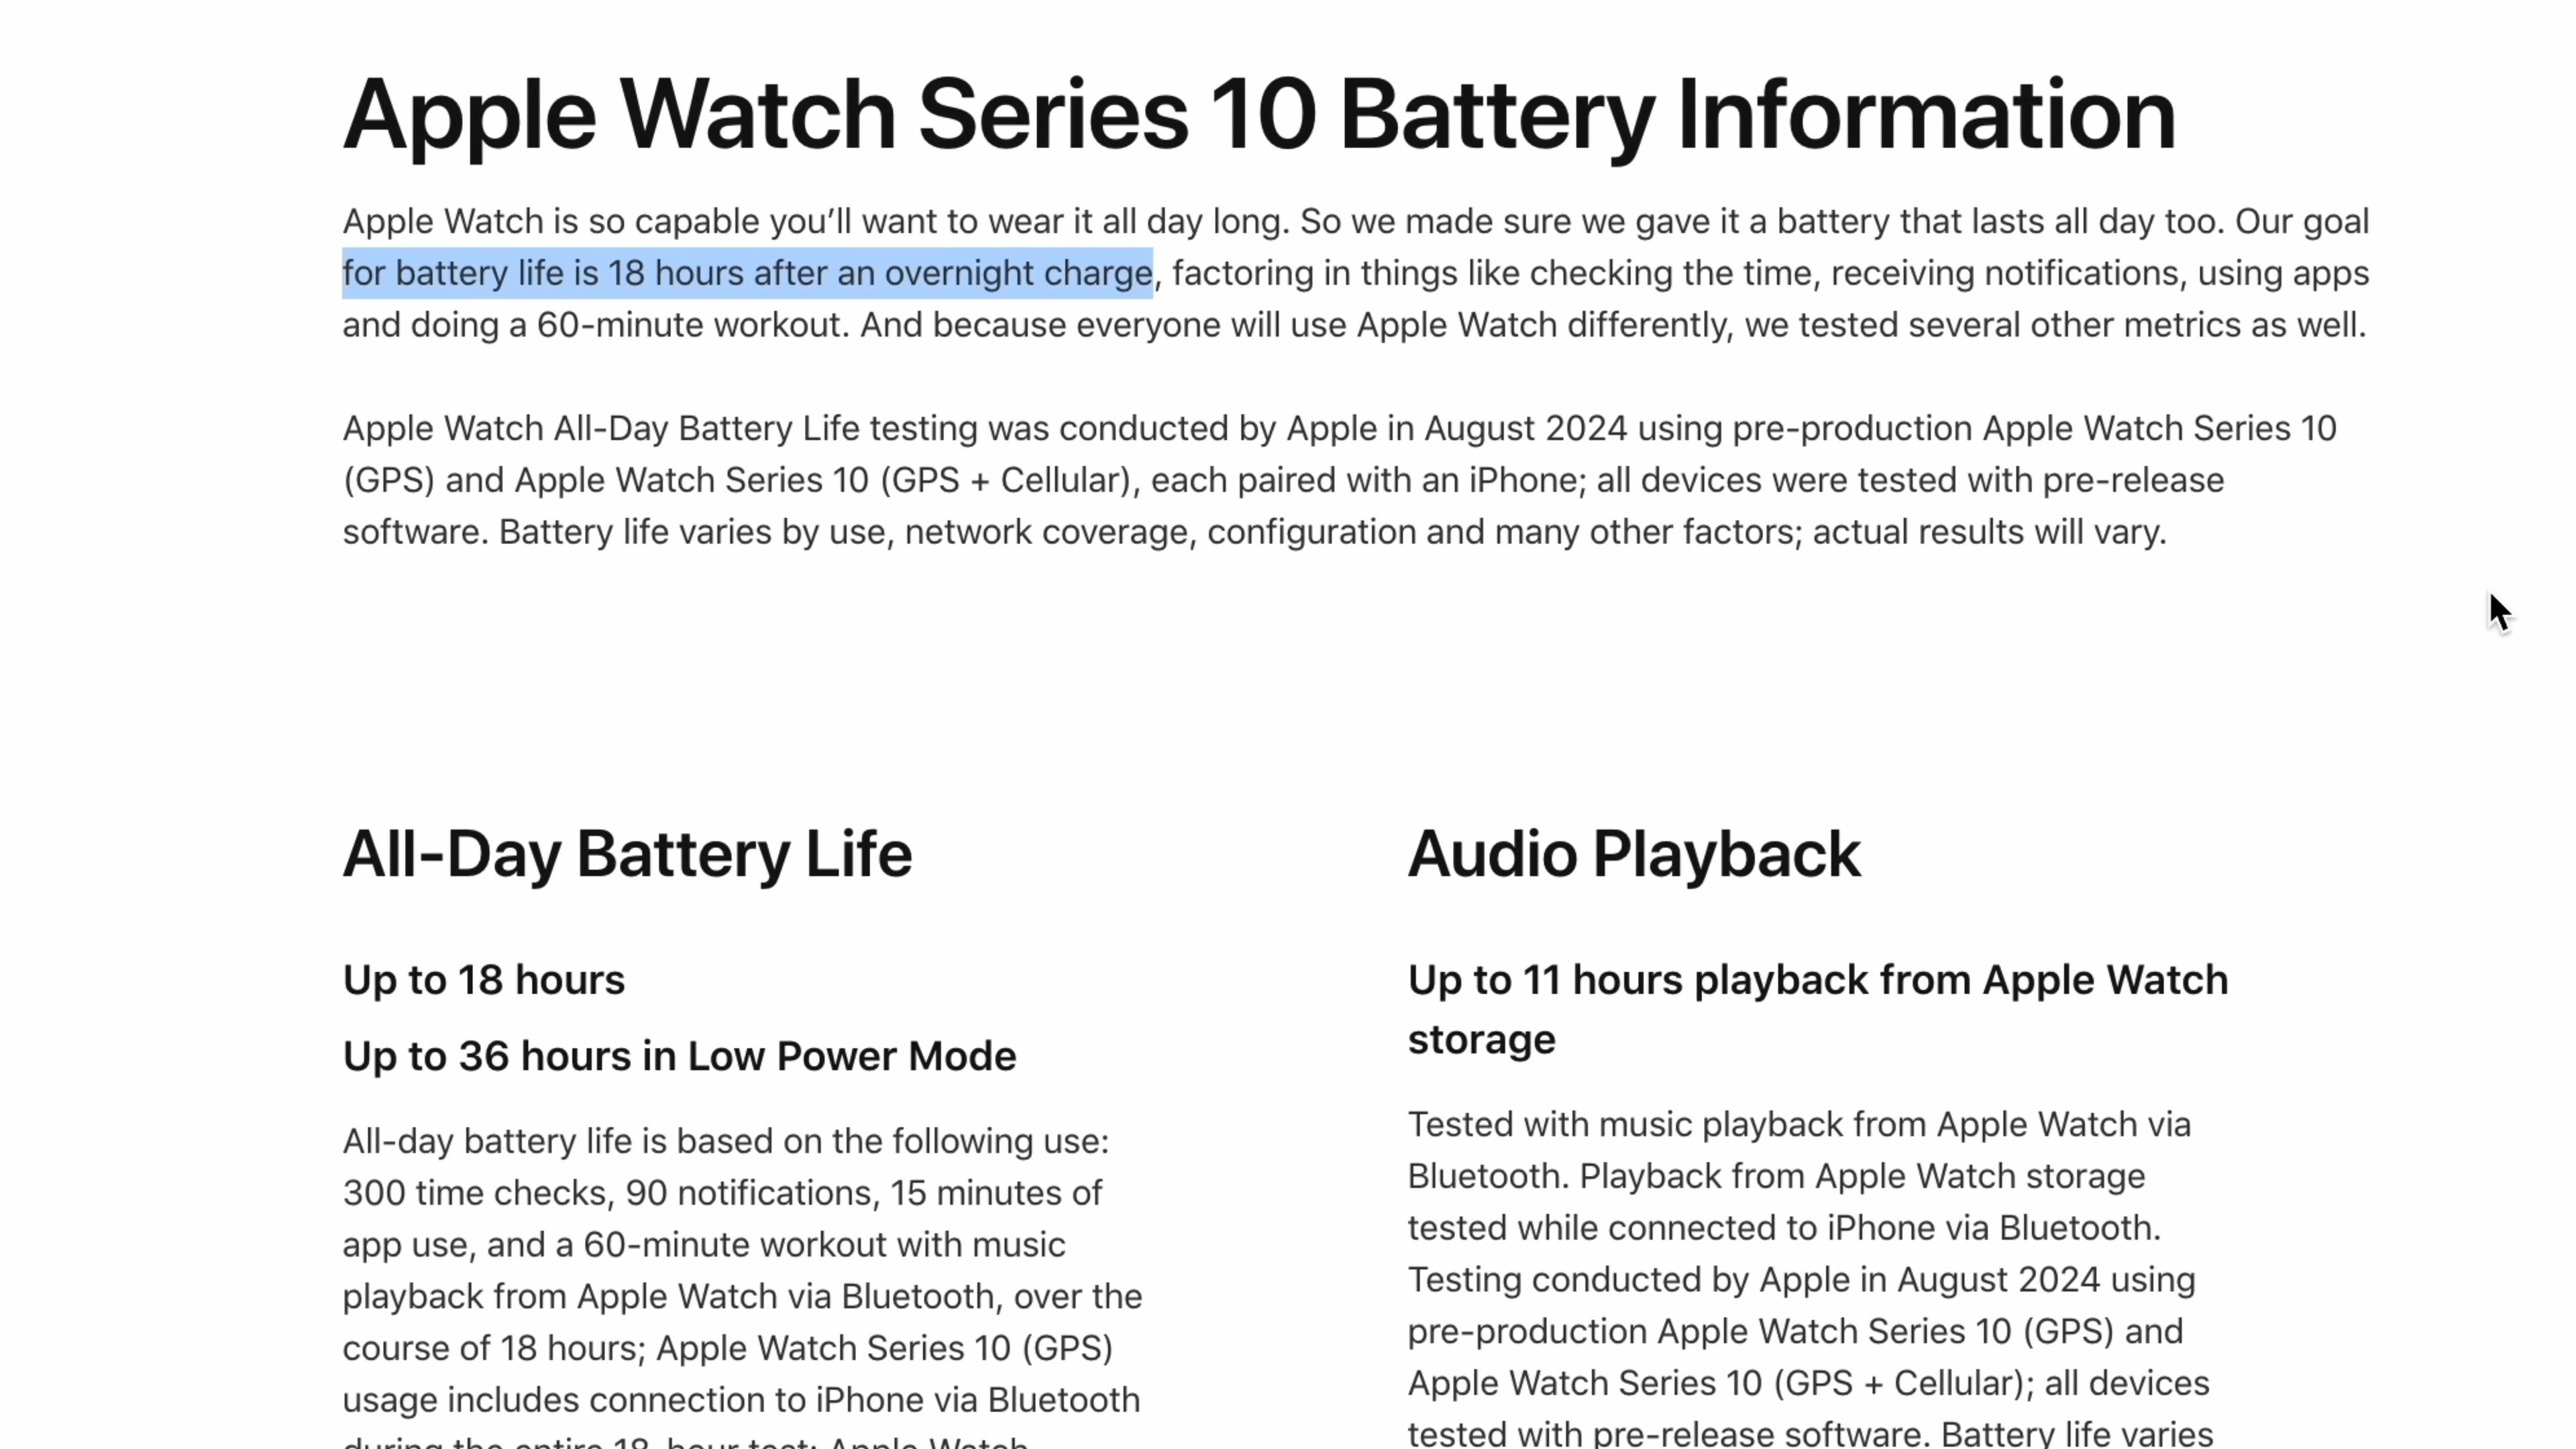 Apple Watch Series 10 Battery Information
Apple Watch is so capable you’ll want to wear it all day long. So we made sure we gave it a battery that lasts all day too. Our goal
for battery life is 18 hours after an overnight charge, factoring in things like checking the time, receiving notifications, using apps
and doing a 60-minute workout. And because everyone will use Apple Watch differently, we tested several other metrics as well.
Apple Watch All-Day Battery Life testing was conducted by Apple in August 2024 using pre-production Apple Watch Series 10
(GPS) and Apple Watch Series 10 (GPS + Cellular), each paired with an iPhone; all devices were tested with pre-release
software. Battery life varies by use, network coverage, configuration and many other factors; actual results will vary.
All-Day Battery Life
Up to 18 hours
Up to 36 hours in Low Power Mode
All-day battery life is based on the following use:
300 time checks, 90 notifications, 15 minutes of
app use, and a 60-minute workout with music
playback from Apple Watch via Bluetooth, over the
course of 18 hours; Apple Watch Series 10 (GPS)
usage includes connection to iPhone via Bluetooth
during the entire 18-hour test; Apple Watch
Audio Playback
Up to 11 hours playback from Apple Watch
storage
Tested with music playback from Apple Watch via
Bluetooth. Playback from Apple Watch storage
tested while connected to iPhone via Bluetooth.
Testing conducted by Apple in August 2024 using
pre-production Apple Watch Series 10 (GPS) and
Apple Watch Series 10 (GPS + Cellular); all devices
tested with pre-release software. Battery life varies